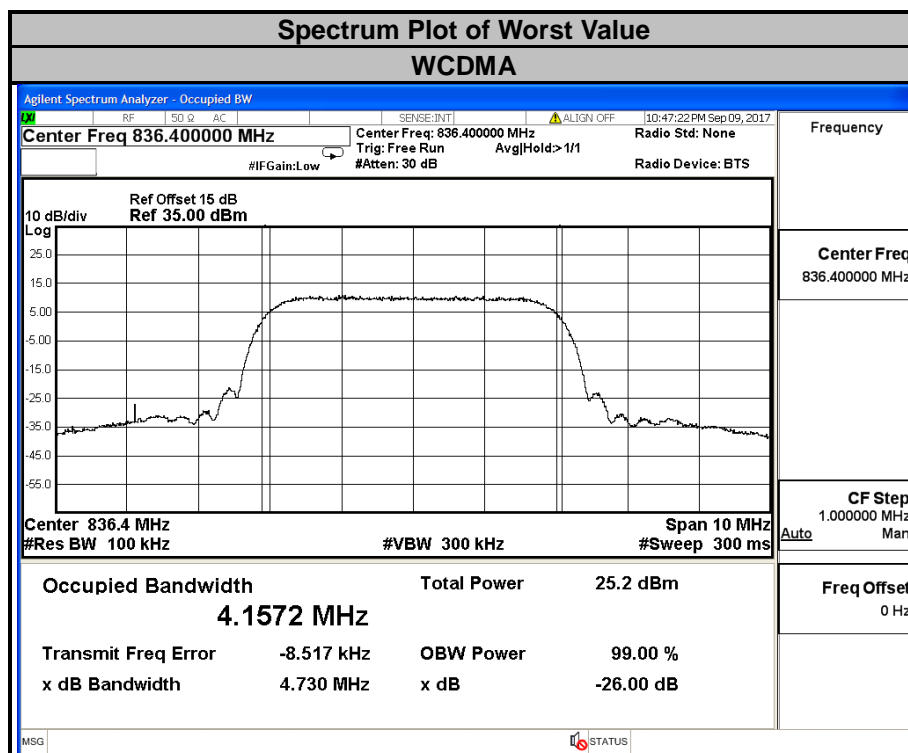 Spectrum Plot of Worst Value
WCDMA
Agilent Spectrum Analyzer - Occupied BW
LXI RF 50 Ω AC SENSE:INT ALIGN OFF 10:47:22 PM Sep 09, 2017
Center Freq 836.400000 MHz
Center Freq: 836.400000 MHz Radio Std: None
Trig: Free Run Avg|Hold:>1/1
#IFGain:Low #Atten: 30 dB Radio Device: BTS
Ref Offset 15 dB
10 dB/div Ref 35.00 dBm
Log
25.0
15.0
5.00
-5.00
-15.0
-25.0
-35.0
-45.0
-55.0
Center 836.4 MHz Span 10 MHz
#Res BW 100 kHz #VBW 300 kHz #Sweep 300 ms
Occupied Bandwidth Total Power 25.2 dBm
4.1572 MHz
Transmit Freq Error -8.517 kHz OBW Power 99.00 %
x dB Bandwidth 4.730 MHz x dB -26.00 dB
MSG STATUS
Frequency
Center Freq
836.400000 MHz
CF Step
1.000000 MHz
Auto Man
Freq Offset
0 Hz